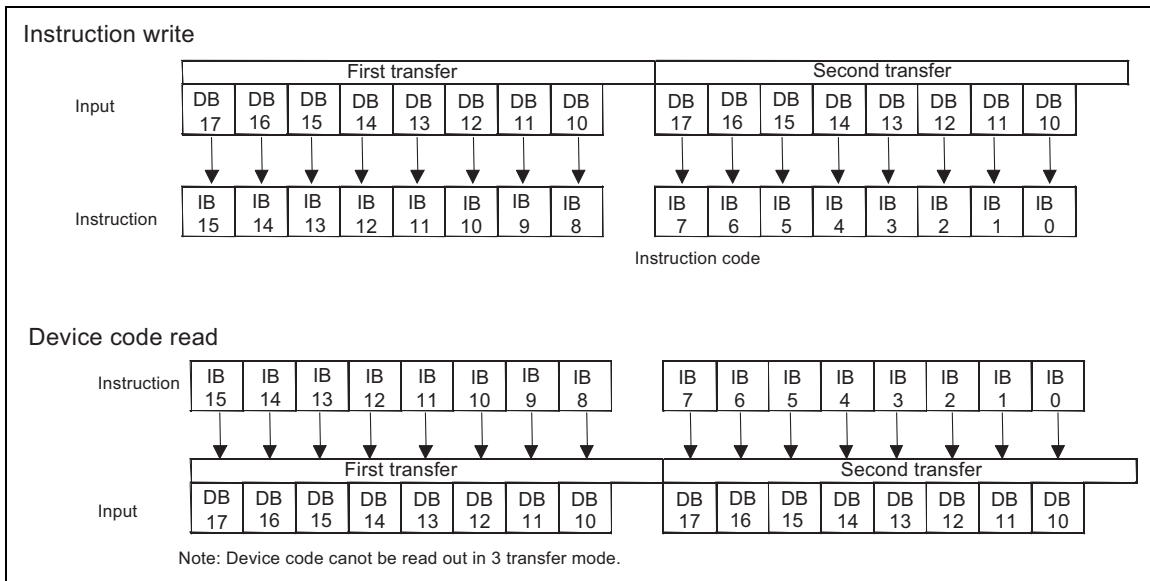 Instruction write
First transfer Second transfer
Input DB 17 DB 16 DB 15 DB 14 DB 13 DB 12 DB 11 DB 10 DB 17 DB 16 DB 15 DB 14 DB 13 DB 12 DB 11 DB 10
Instruction IB 15 IB 14 IB 13 IB 12 IB 11 IB 10 IB 9 IB 8 IB 7 IB 6 IB 5 IB 4 IB 3 IB 2 IB 1 IB 0
Instruction code
Device code read
Instruction IB 15 IB 14 IB 13 IB 12 IB 11 IB 10 IB 9 IB 8 IB 7 IB 6 IB 5 IB 4 IB 3 IB 2 IB 1 IB 0
First transfer Second transfer
Input DB 17 DB 16 DB 15 DB 14 DB 13 DB 12 DB 11 DB 10 DB 17 DB 16 DB 15 DB 14 DB 13 DB 12 DB 11 DB 10
Note: Device code canot be read out in 3 transfer mode.